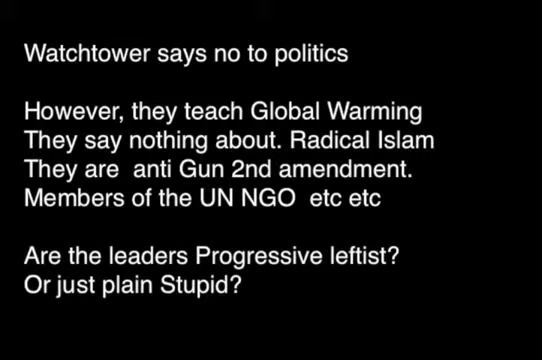 Watchtower says no to politics
However, they teach Global Warming
They say nothing about. Radical Islam
They are  anti Gun 2nd amendment.
Members of the UN NGO  etc etc
Are the leaders Progressive leftist?
Or just plain Stupid?